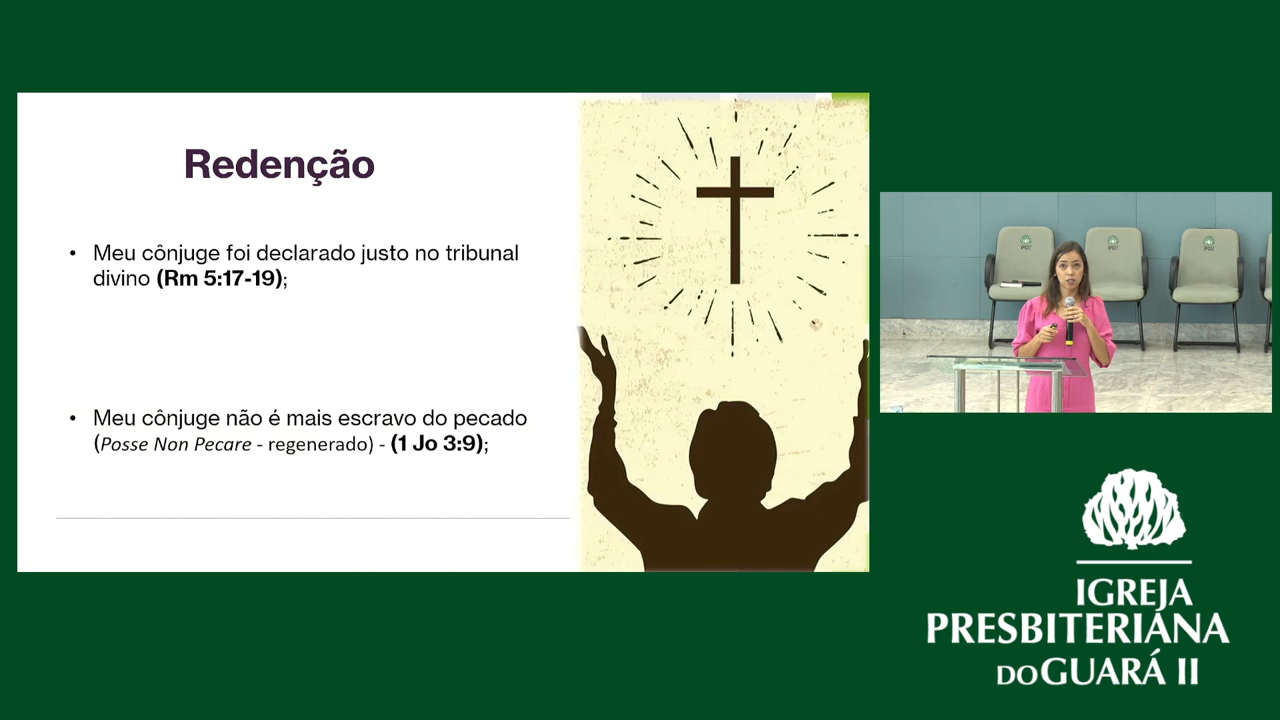 Redenção
• Meu cônjuge foi declarado justo no tribunal
divino (Rm 5:17-19);
• Meu cônjuge não é mais escravo do pecado
(Posse Non Pecare - regenerado) - (1 Jo 3:9);
IGREJA
PRESBITERIANA
DO GUARÁ II